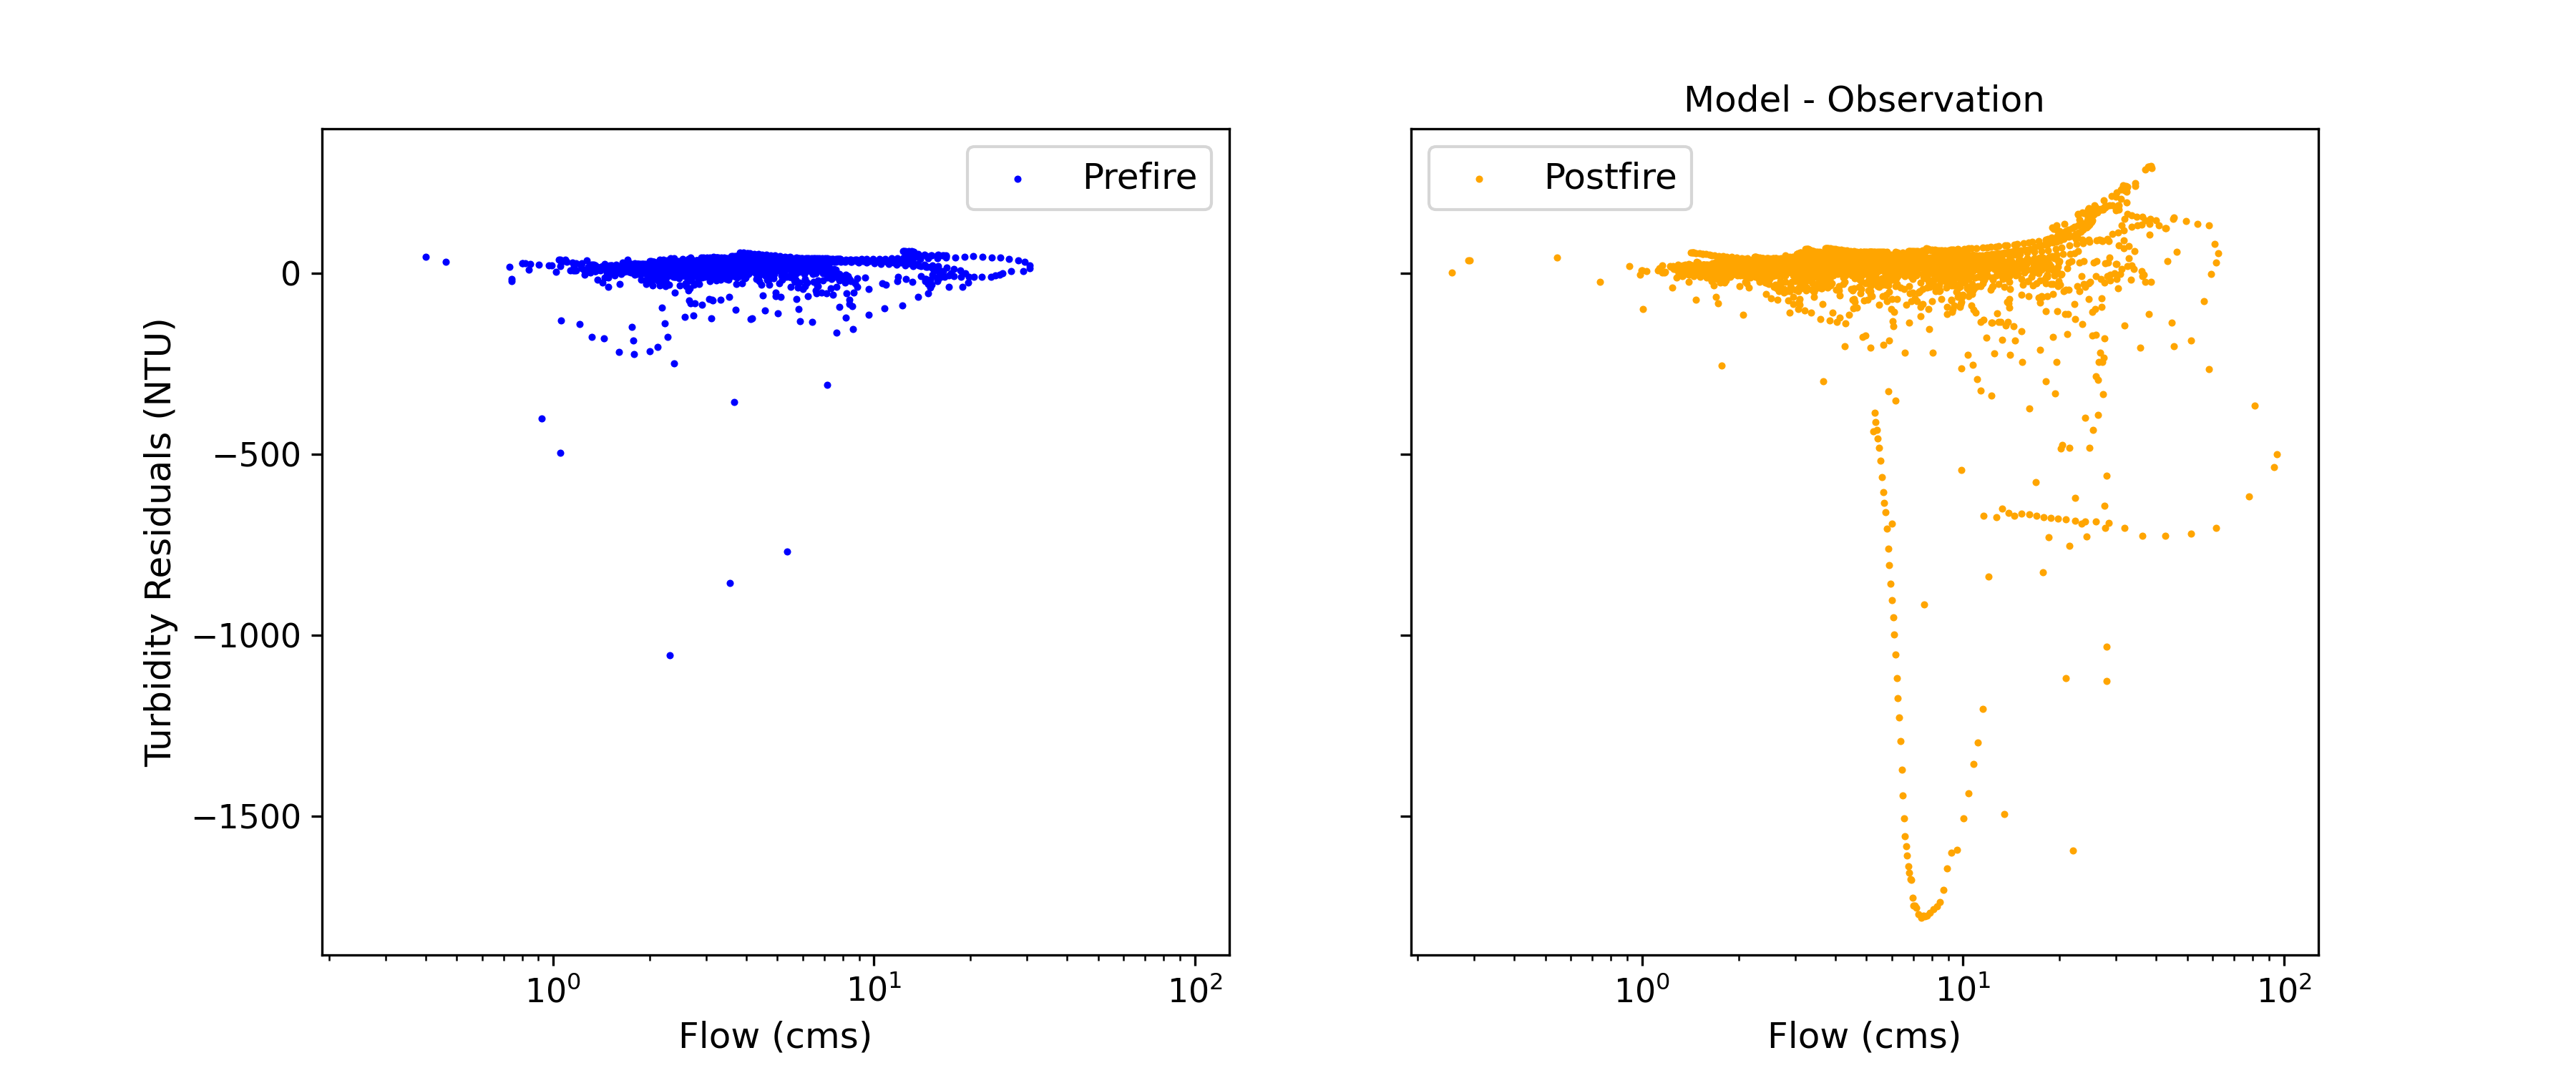 Model - Observation
Prefire
Postfire
Turbidity Residuals (NTU)
0
−500
−1000
−1500
10⁰ 10¹ 10²
10⁰ 10¹ 10²
Flow (cms)
Flow (cms)